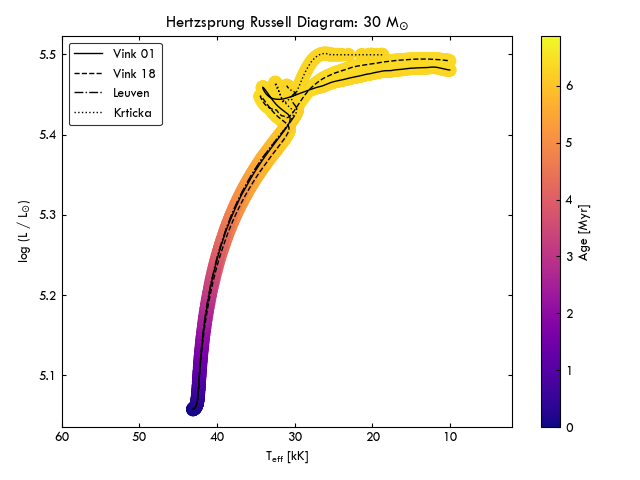 Hertzsprung Russell Diagram: 30 M⊙
Vink 01
Vink 18
Leuven
Krticka
log (L / L⊙)
5.5
5.4
5.3
5.2
5.1
60 50 40 30 20 10
T_eff [kK]
6
5
4
3
2
1
0
Age [Myr]